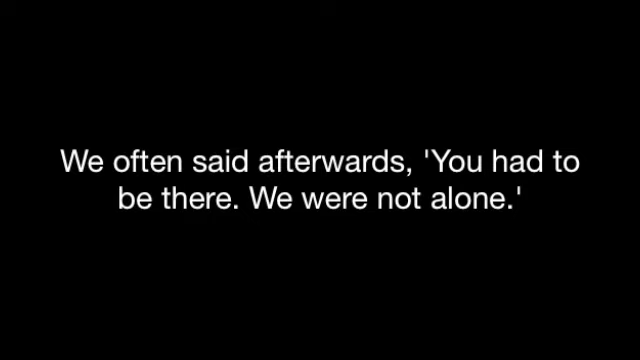 We often said afterwards, 'You had to
be there. We were not alone.'